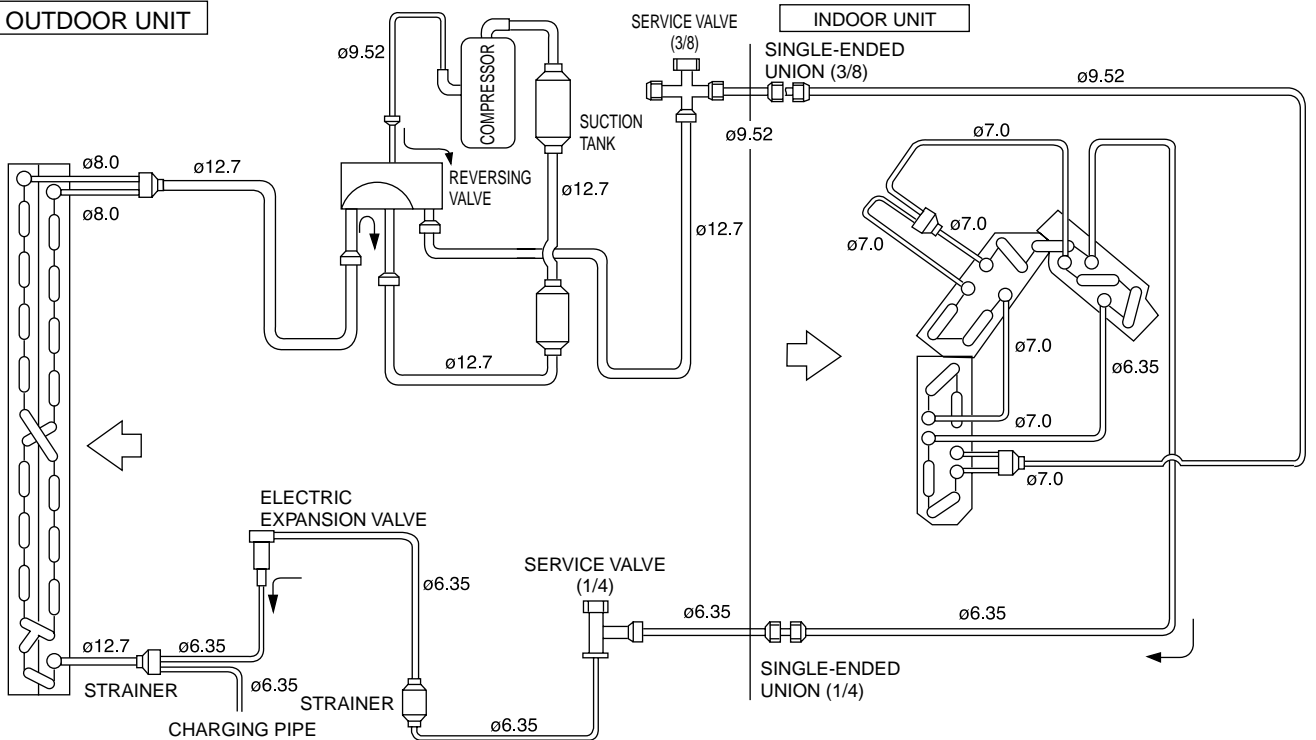 OUTDOOR UNIT
SERVICE VALVE
(3/8)
INDOOR UNIT
SINGLE-ENDED
UNION (3/8)
ø9.52
COMPRESSOR
SUCTION
TANK
ø9.52
ø9.52
ø7.0
ø8.0
ø12.7
ø8.0
REVERSING
VALVE
ø12.7
ø12.7
ø7.0
ø7.0
ø12.7
ø7.0
ø6.35
ø7.0
ø7.0
ELECTRIC
EXPANSION VALVE
ø6.35
SERVICE VALVE
(1/4)
ø6.35
ø6.35
ø12.7
ø6.35
STRAINER
ø6.35
CHARGING PIPE
STRAINER
ø6.35
SINGLE-ENDED
UNION (1/4)